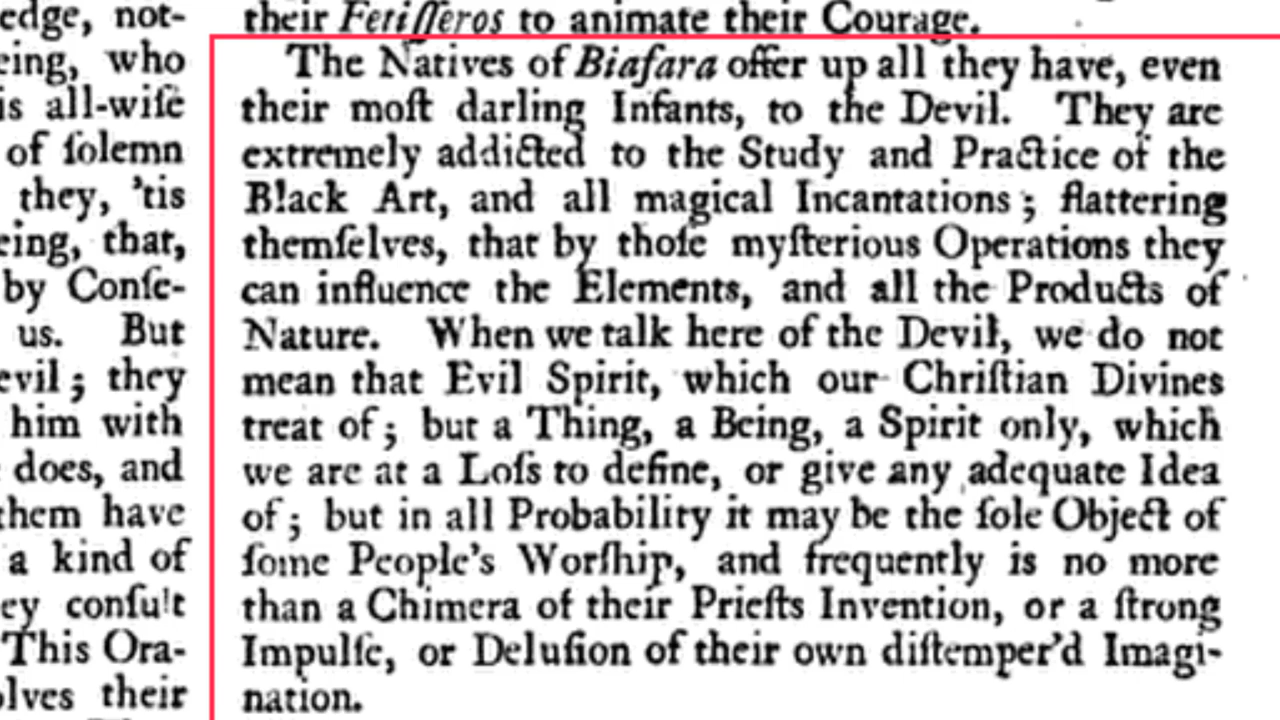 edge, not-
eing, who
is all-wiſe
of ſolemn
they, 'tis
eing, that,
by Conſe-
us. But
evil; they
him with
does, and
them have
a kind of
ey conſult
This Ora-
olves their
their Fetiſſeros to animate their Courage.
The Natives of Biafara offer up all they have, even
their moſt darling Infants, to the Devil. They are
extremely addicted to the Study and Practice of the
Black Art, and all magical Incantations; flattering
themſelves, that by thoſe myſterious Operations they
can influence the Elements, and all the Products of
Nature. When we talk here of the Devil, we do not
mean that Evil Spirit, which our Chriſtian Divines
treat of; but a Thing, a Being, a Spirit only, which
we are at a Loſs to define, or give any adequate Idea
of; but in all Probability it may be the ſole Object of
ſome People's Worſhip, and frequently is no more
than a Chimera of their Prieſts Invention, or a ſtrong
Impulſe, or Deluſion of their own diſtemper'd Imagi-
nation.